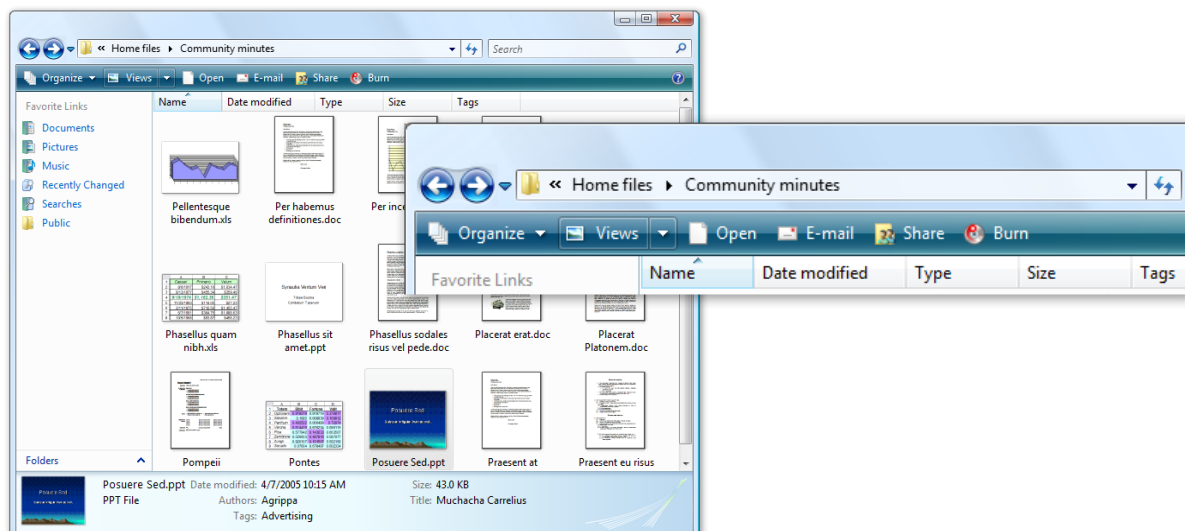 « Home files ▸ Community minutes
Search
Organize Views Open E-mail Share Burn
Favorite Links
Name Date modified Type Size Tags
Documents
Pictures
Music
Recently Changed
Searches
Public
Pellentesque bibendum.xls
Per habemus definitiones.doc
Per
Phasellus quam nibh.xls
Phasellus sit amet.ppt
Phasellus sodales risus vel pede.doc
Placerat erat.doc
Placerat Platonem.doc
Posuere Sed
Pompeii
Pontes
Posuere Sed.ppt
Praesent at
Praesent eu risus
Folders
Posuere Sed.ppt Date modified: 4/7/2005 10:15 AM Size: 43.0 KB
PPT File Authors: Agrippa Title: Muchacha Carrelius
Tags: Advertising
« Home files ▸ Community minutes
Organize Views Open E-mail Share Burn
Favorite Links
Name Date modified Type Size Tags